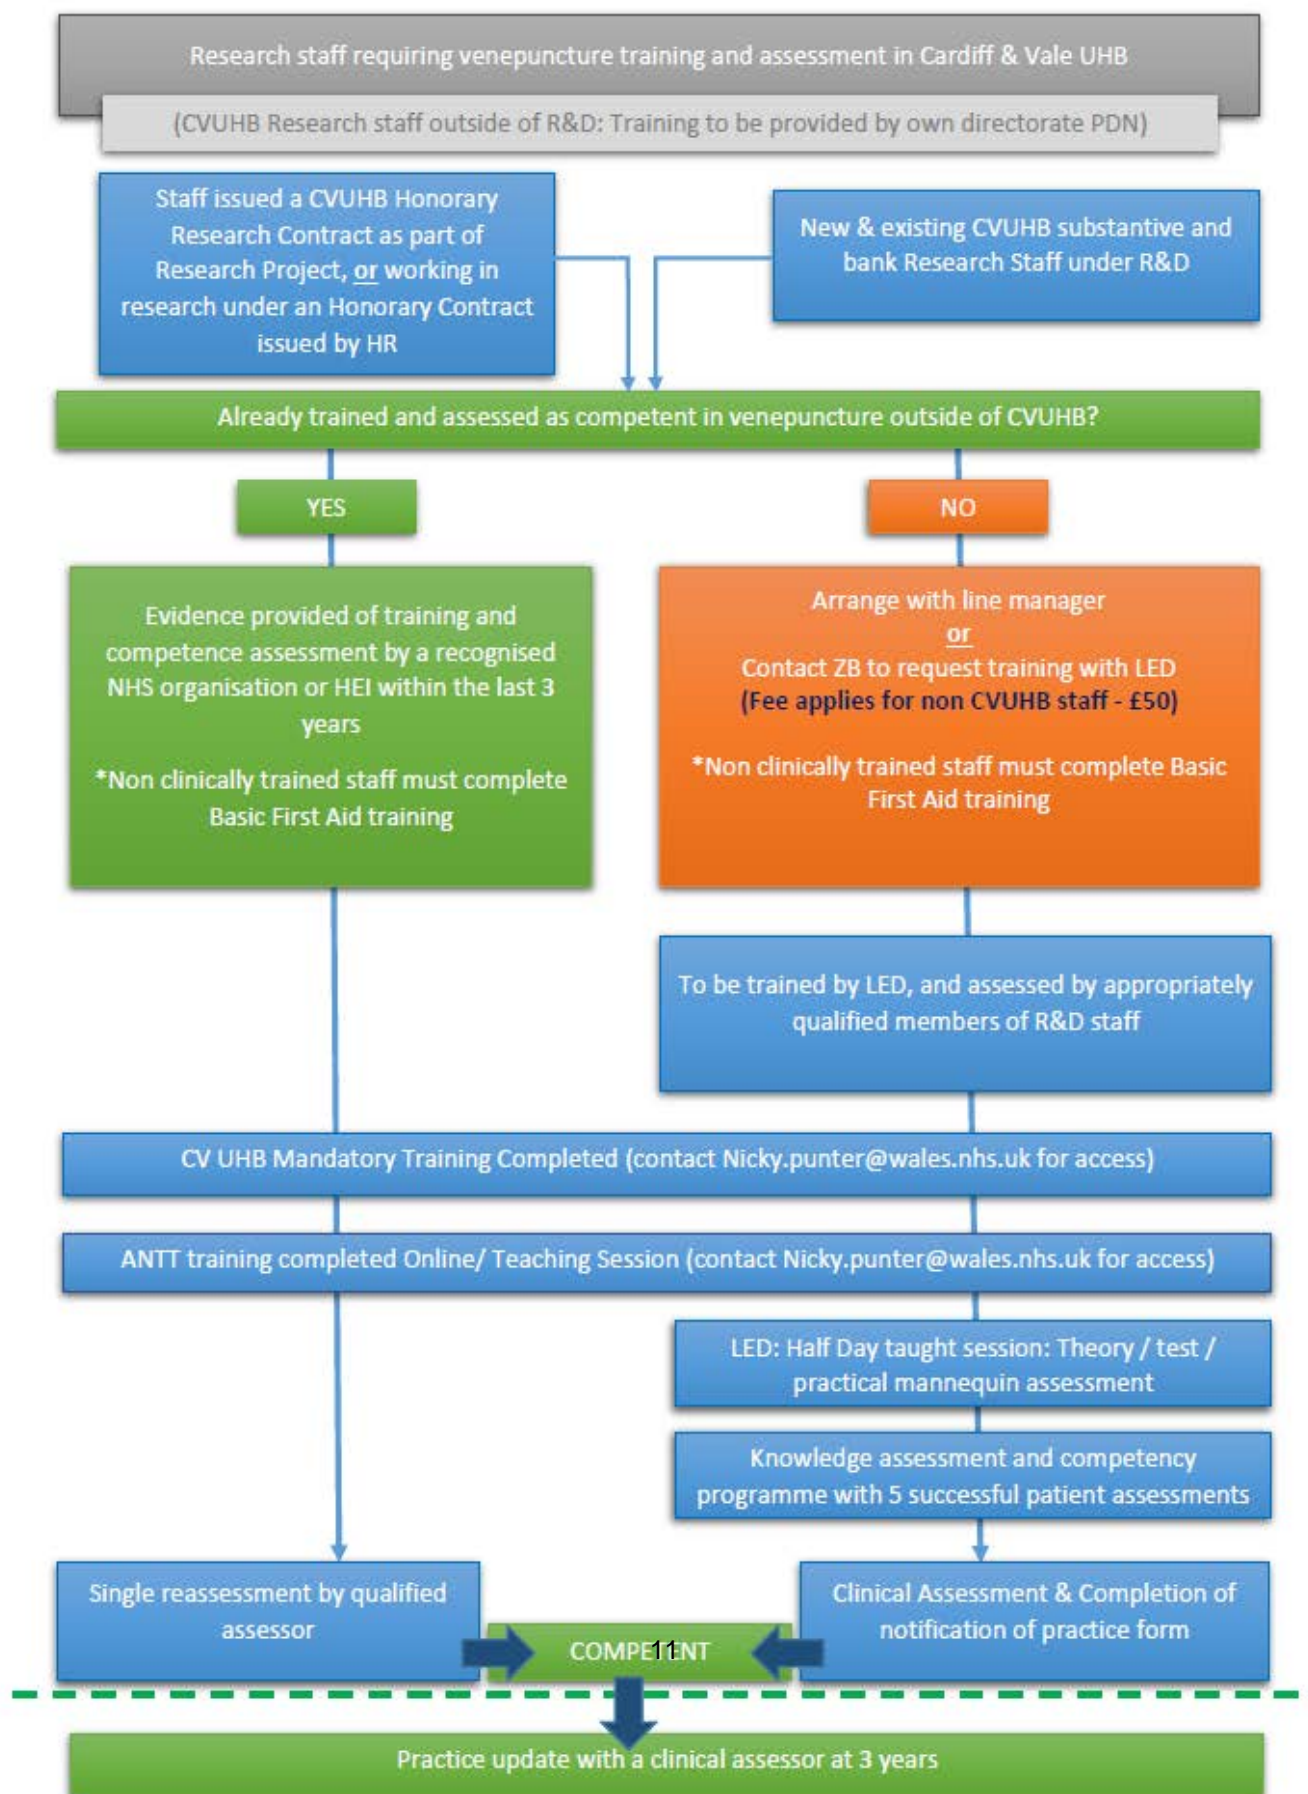 Research staff requiring venepuncture training and assessment in Cardiff & Vale UHB
(CVUHB Research staff outside of R&D: Training to be provided by own directorate PDN)
Staff issued a CVUHB Honorary
Research Contract as part of
Research Project, or working in
research under an Honorary Contract
issued by HR
New & existing CVUHB substantive and
bank Research Staff under R&D
Already trained and assessed as competent in venepuncture outside of CVUHB?
YES
NO
Evidence provided of training and
competence assessment by a recognised
NHS organisation or HEI within the last 3
years
*Non clinically trained staff must complete
Basic First Aid training
Arrange with line manager
or
Contact ZB to request training with LED
(Fee applies for non CVUHB staff - £50)
*Non clinically trained staff must complete Basic
First Aid training
To be trained by LED, and assessed by appropriately
qualified members of R&D staff
CV UHB Mandatory Training Completed (contact Nicky.punter@wales.nhs.uk for access)
ANTT training completed Online/ Teaching Session (contact Nicky.punter@wales.nhs.uk for access)
LED: Half Day taught session: Theory / test /
practical mannequin assessment
Knowledge assessment and competency
programme with 5 successful patient assessments
Single reassessment by qualified
assessor
Clinical Assessment & Completion of
notification of practice form
COMPETENT
11
Practice update with a clinical assessor at 3 years